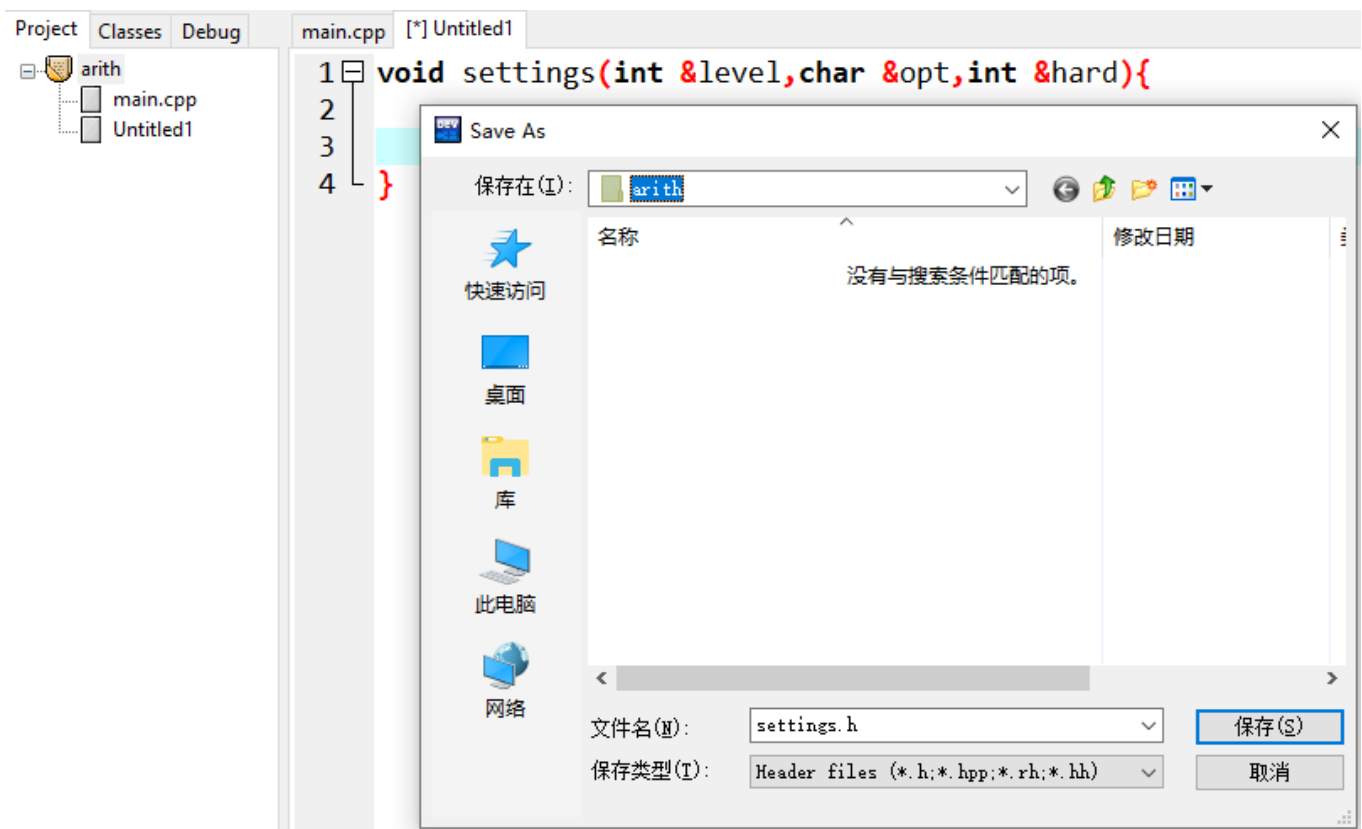 Project Classes Debug
main.cpp [*] Untitled1
arith
main.cpp
Untitled1
1 void settings(int &level,char &opt,int &hard){
2
3
4 }
DEV Save As
保存在(I):
arith
名称
修改日期
没有与搜索条件匹配的项。
快速访问
桌面
库
此电脑
网络
文件名(N):
settings.h
保存(S)
保存类型(T):
Header files (*.h;*.hpp;*.rh;*.hh)
取消